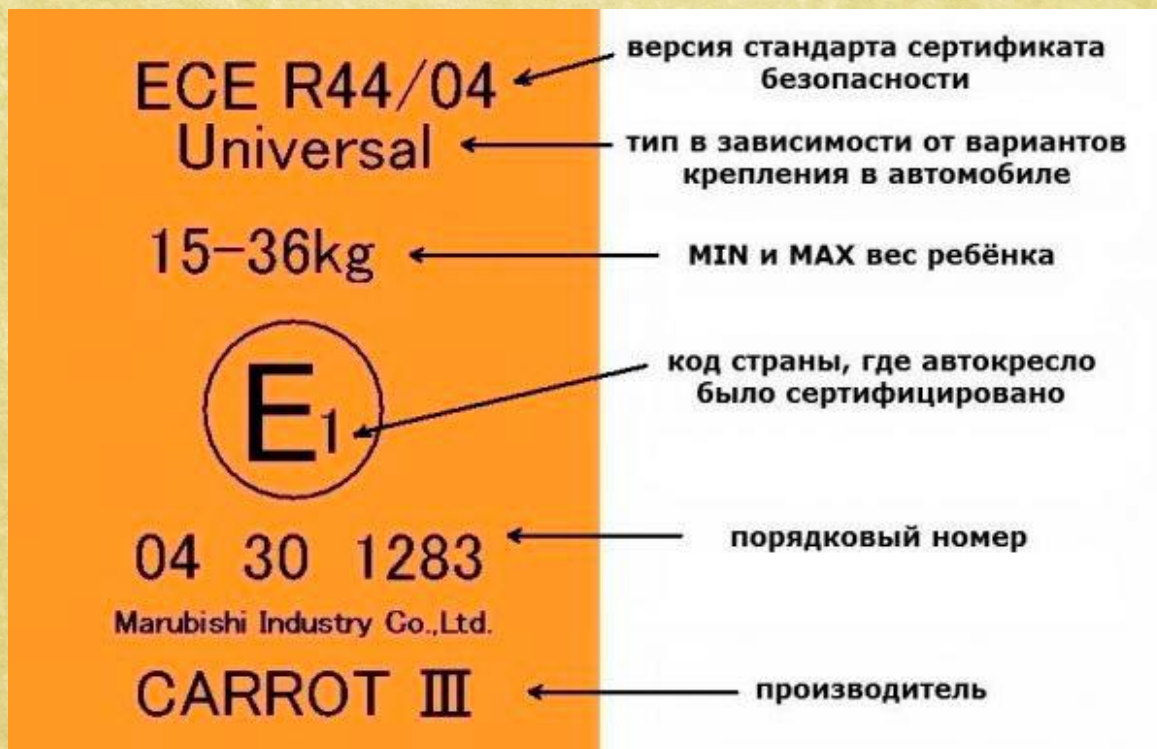 ECE R44/04
версия стандарта сертификата
безопасности
Universal
тип в зависимости от вариантов
крепления в автомобиле
15-36kg
MIN и MAX вес ребёнка
E1
код страны, где автокресло
было сертифицировано
04 30 1283
порядковый номер
Marubishi Industry Co.,Ltd.
CARROT III
производитель